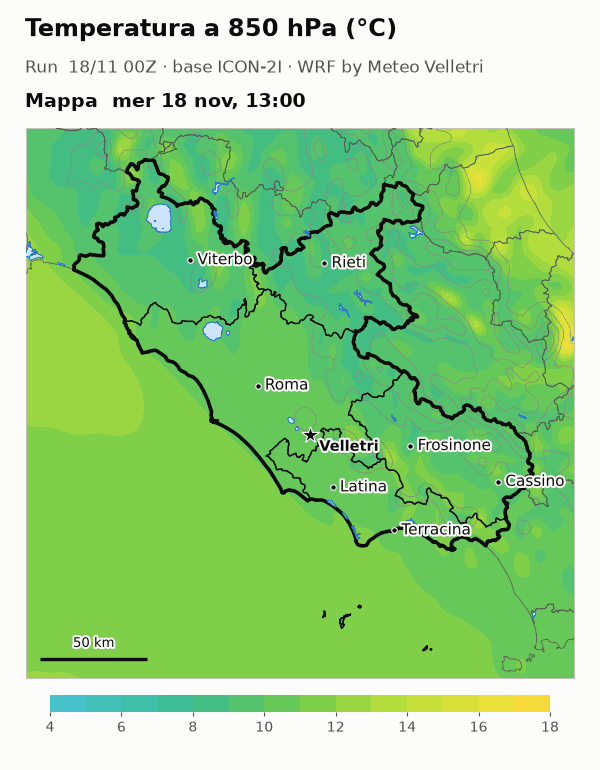 Temperatura a 850 hPa (°C)
Run  18/11 00Z · base ICON-2I · WRF by Meteo Velletri
Mappa  mer 18 nov, 13:00
Viterbo
Rieti
Roma
Velletri
Frosinone
Latina
Cassino
Terracina
50 km
4 6 8 10 12 14 16 18